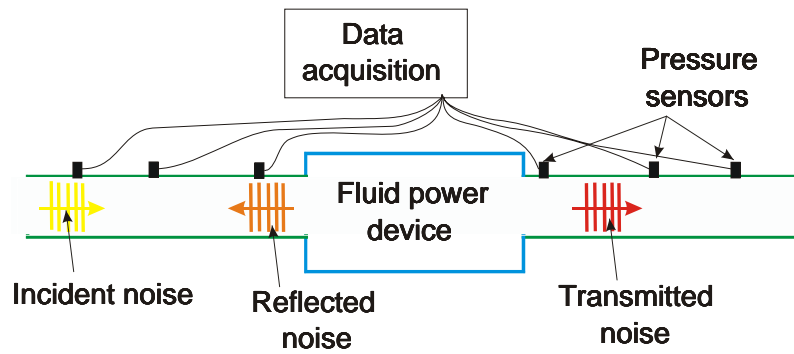 Data
acquisition
Pressure
sensors
Fluid power
device
Incident noise
Reflected
noise
Transmitted
noise